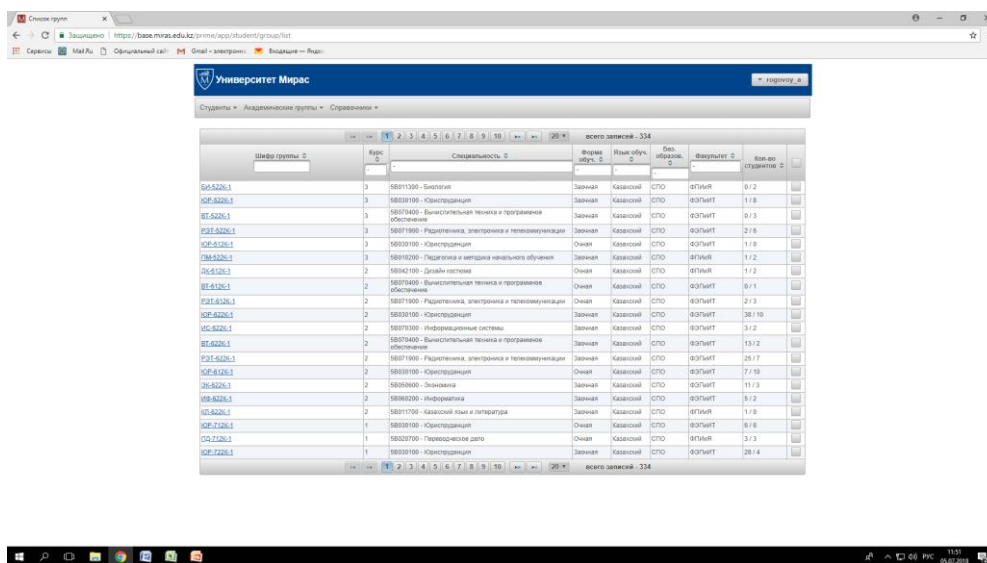 Список групп
Защищено | https://base.miras.edu.kz/prime/app/student/group/list
Сервисы Mail.Ru Официальный сайт Gmail - электронна Входящие — Яндекс
Университет Мирас rogovoy_a
Студенты Академические группы Справочники
1 2 3 4 5 6 7 8 9 10 20 всего записей - 334
Шифр группы Курс Специальность Форма обуч. Язык обуч. Баз. образов. Факультет Кол-во студентов
БИ-522К-1 3 5В011300 - Биология Заочная Казахский СПО ФПИиЯ 0 / 2
ЮР-522К-1 3 5В030100 - Юриспруденция Заочная Казахский СПО ФЭПиИТ 1 / 8
ВТ-522К-1 3 5В070400 - Вычислительная техника и програмное обеспечение Заочная Казахский СПО ФЭПиИТ 0 / 3
РЭТ-522К-1 3 5В071900 - Радиотехника, электроника и телекоммуникации Заочная Казахский СПО ФЭПиИТ 2 / 6
ЮР-512К-1 3 5В030100 - Юриспруденция Очная Казахский СПО ФЭПиИТ
ПМ-522К-1 3 5В010200 - Педагогика и методика начального обучения Заочная Казахский СПО 1 / 2
ДК-612К-1 2 5В042100 - Дизайн костюма Очная Казахский СПО 1 / 2
ВТ-612К-1 2 5В070400 - Вычислительная техника и програмное обеспечение Очная Казахский СПО ФЭПиИТ 0 / 1
РЭТ-612К-1 2 5В071900 - Радиотехника, электроника и телекоммуникации Очная Казахский СПО ФЭПиИТ 2 / 3
ЮР-622К-1 2 5В030100 - Юриспруденция Заочная Казахский СПО ФЭПиИТ 38 / 10
ИС-622К-1 2 5В070300 - Информационные системы Заочная Казахский СПО ФЭПиИТ 3 / 2
ВТ-622К-1 2 5В070400 - Вычислительная техника и програмное обеспечение Заочная Казахский СПО ФЭПиИТ 13 / 2
РЭТ-622К-1 2 5В071900 - Радиотехника, электроника и телекоммуникации Заочная Казахский СПО ФЭПиИТ 25 / 7
ЮР-612К-1 2 5В030100 - Юриспруденция Очная Казахский СПО ФЭПиИТ 7 / 10
ЭК-622К-1 2 5В050600 - Экономика Заочная Казахский СПО ФЭПиИТ 11 / 3
ИФ-622К-1 2 5В060200 - Информатика Заочная Казахский СПО ФЭПиИТ 5 / 2
КЛ-622К-1 2 5В011700 - Казахский язык и литература Заочная Казахский СПО
ЮР-712К-1 1 5В030100 - Юриспруденция Очная Казахский СПО ФЭПиИТ
ПД-712К-1 1 5В020700 - Переводческое дело Очная Казахский СПО 3 / 3
ЮР-722К-1 1 5В030100 - Юриспруденция Заочная Казахский СПО ФЭПиИТ 28 / 4
1 2 3 4 5 6 7 8 9 10 20 всего записей - 334
РУС 11:51
05.07.2018